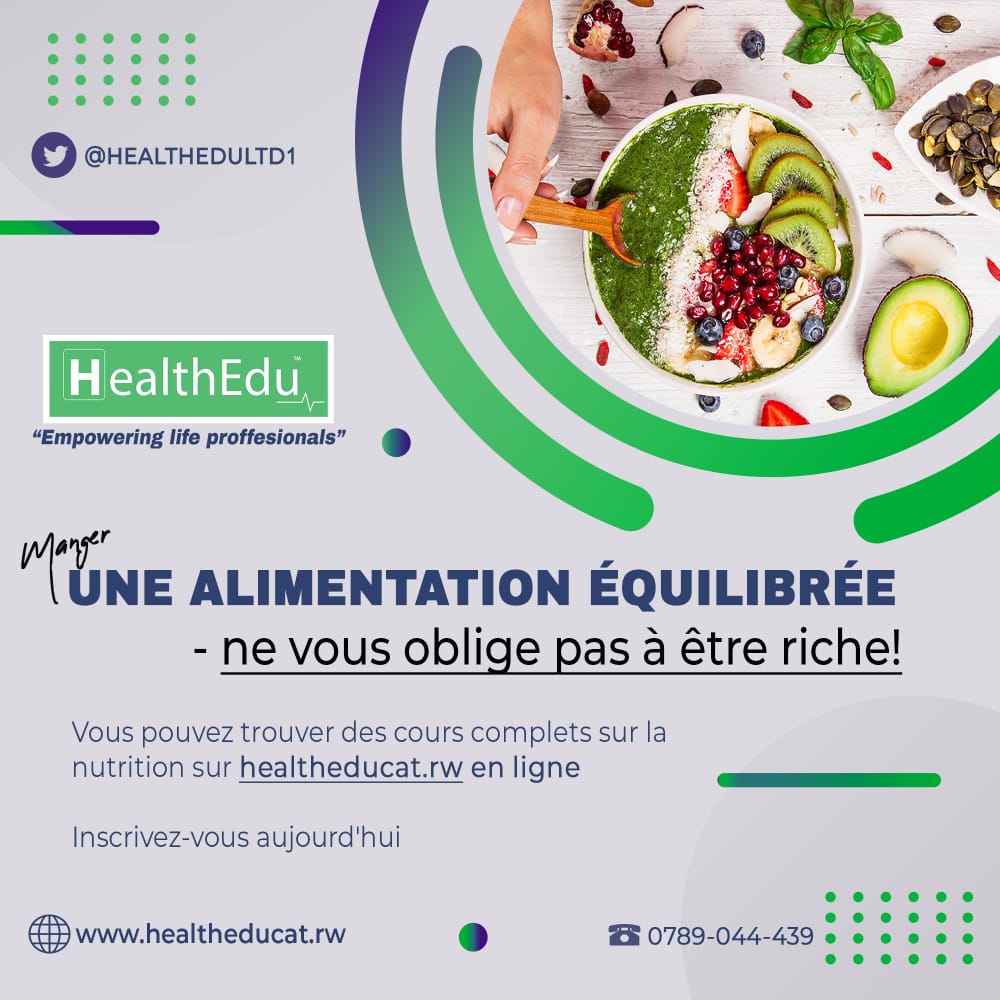 @HEALTHEDULTD1
HealthEdu™
“Empowering life proffesionals”
Manger
UNE ALIMENTATION ÉQUILIBRÉE
- ne vous oblige pas à être riche!
Vous pouvez trouver des cours complets sur la
nutrition sur healtheducat.rw en ligne
Inscrivez-vous aujourd'hui
www.healtheducat.rw
0789-044-439